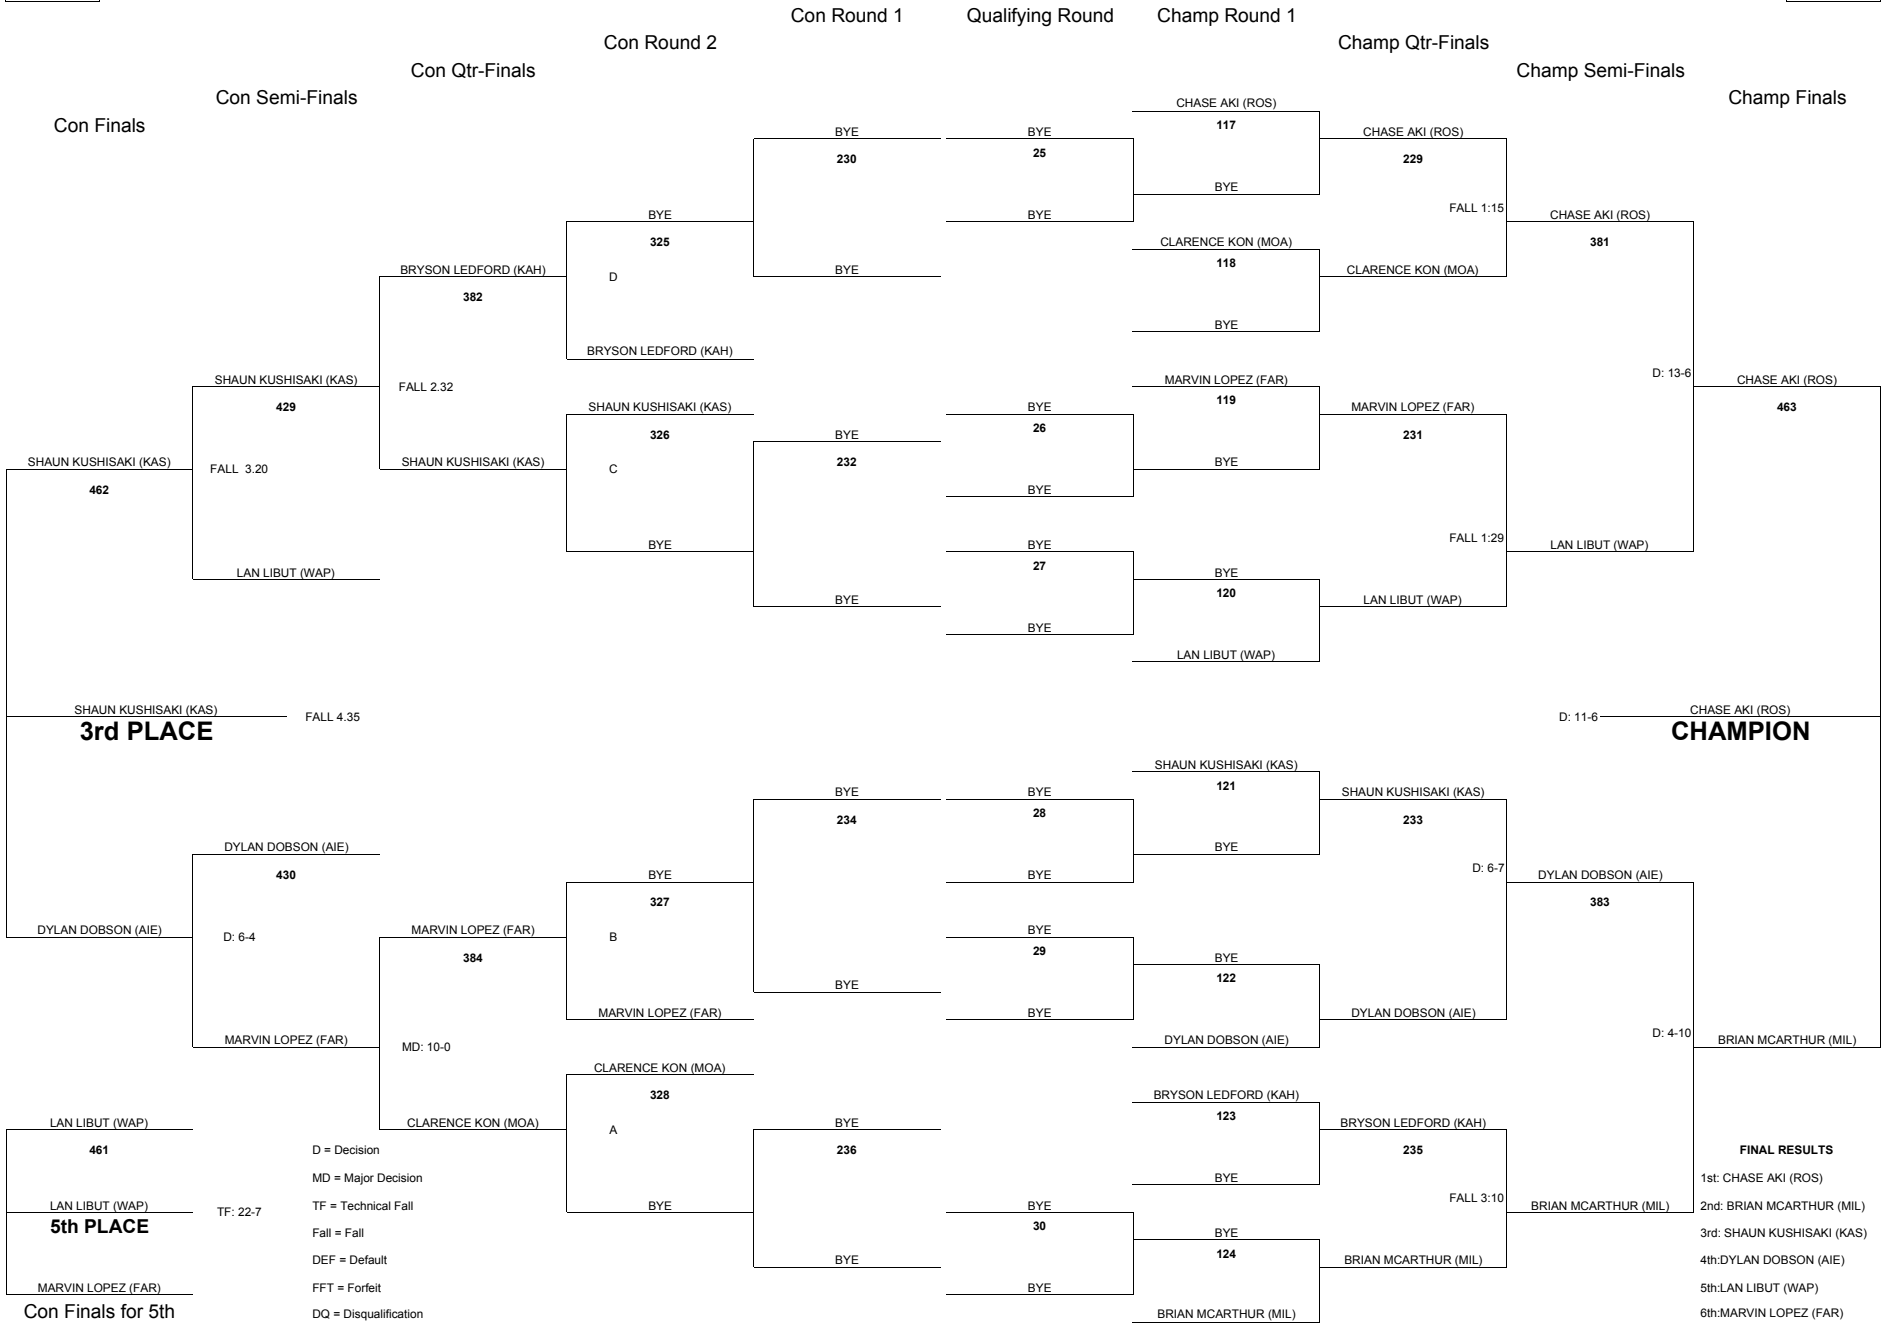 Con Round 1
Qualifying Round
Champ Round 1
Con Round 2
Champ Qtr-Finals
Con Qtr-Finals
Champ Semi-Finals
Con Semi-Finals
Champ Finals
Con Finals
CHASE AKI (ROS)
117
BYE
230
BYE
25
CHASE AKI (ROS)
229
BYE
FALL 1:15
BYE
325
BYE
CHASE AKI (ROS)
381
CLARENCE KON (MOA)
118
BRYSON LEDFORD (KAH)
382
D
BYE
CLARENCE KON (MOA)
BYE
BRYSON LEDFORD (KAH)
D: 13-6
SHAUN KUSHISAKI (KAS)
429
FALL 2.32
MARVIN LOPEZ (FAR)
119
CHASE AKI (ROS)
463
SHAUN KUSHISAKI (KAS)
326
BYE
26
MARVIN LOPEZ (FAR)
231
BYE
232
SHAUN KUSHISAKI (KAS)
462
FALL 3.20
SHAUN KUSHISAKI (KAS)
C
BYE
BYE
FALL 1:29
BYE
BYE
27
LAN LIBUT (WAP)
LAN LIBUT (WAP)
BYE
120
BYE
LAN LIBUT (WAP)
BYE
LAN LIBUT (WAP)
SHAUN KUSHISAKI (KAS)
FALL 4.35
3rd PLACE
D: 11-6
CHASE AKI (ROS)
CHAMPION
SHAUN KUSHISAKI (KAS)
121
BYE
234
BYE
28
SHAUN KUSHISAKI (KAS)
233
DYLAN DOBSON (AIE)
430
BYE
D: 6-7
BYE
327
BYE
DYLAN DOBSON (AIE)
383
DYLAN DOBSON (AIE)
D: 6-4
MARVIN LOPEZ (FAR)
384
B
BYE
29
BYE
122
BYE
MARVIN LOPEZ (FAR)
BYE
DYLAN DOBSON (AIE)
MARVIN LOPEZ (FAR)
MD: 10-0
DYLAN DOBSON (AIE)
D: 4-10
BRIAN MCARTHUR (MIL)
CLARENCE KON (MOA)
328
BRYSON LEDFORD (KAH)
123
LAN LIBUT (WAP)
461
CLARENCE KON (MOA)
A
BYE
236
BRYSON LEDFORD (KAH)
235
BYE
FALL 3:10
LAN LIBUT (WAP)
5th PLACE
TF: 22-7
BYE
BYE
30
BRIAN MCARTHUR (MIL)
BYE
124
BYE
BRIAN MCARTHUR (MIL)
MARVIN LOPEZ (FAR)
Con Finals for 5th
BYE
BRIAN MCARTHUR (MIL)
D = Decision
MD = Major Decision
TF = Technical Fall
Fall = Fall
DEF = Default
FFT = Forfeit
DQ = Disqualification
FINAL RESULTS
1st: CHASE AKI (ROS)
2nd: BRIAN MCARTHUR (MIL)
3rd: SHAUN KUSHISAKI (KAS)
4th:DYLAN DOBSON (AIE)
5th:LAN LIBUT (WAP)
6th:MARVIN LOPEZ (FAR)